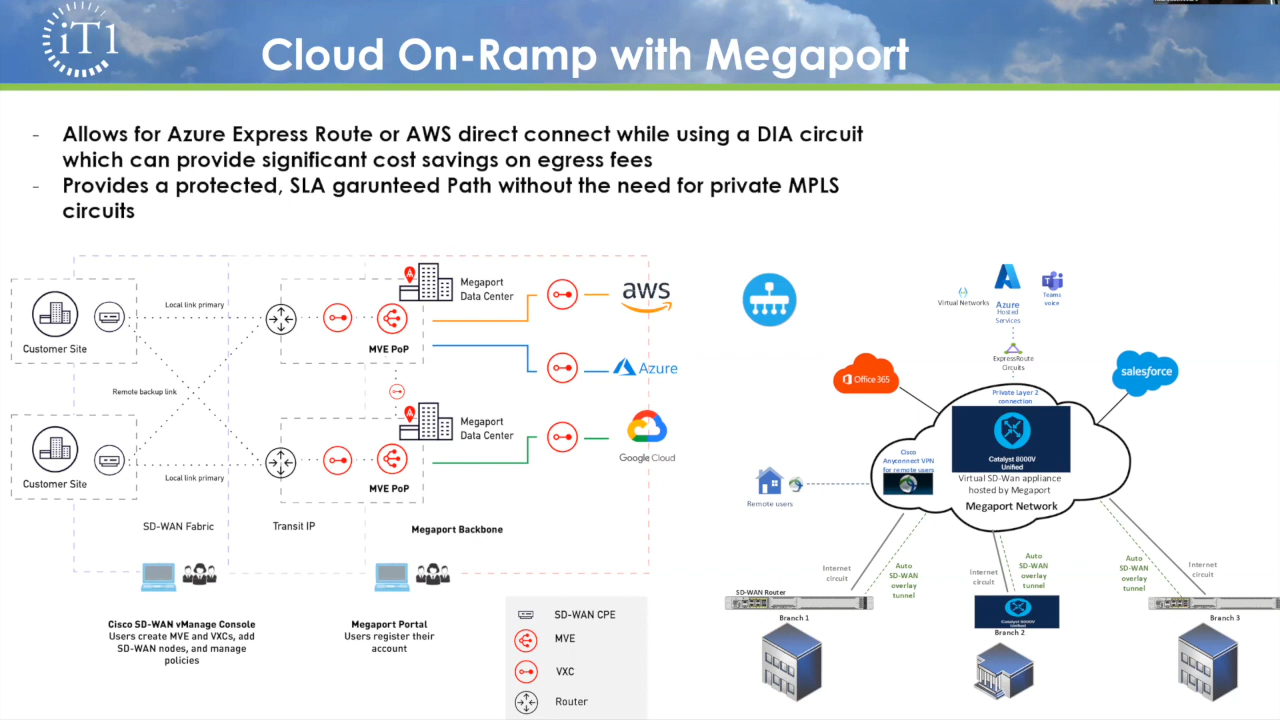 iT1
Cloud On-Ramp with Megaport
- Allows for Azure Express Route or AWS direct connect while using a DIA circuit
which can provide significant cost savings on egress fees
- Provides a protected, SLA garunteed Path without the need for private MPLS
circuits
Customer Site
Local link primary
Remote backup link
Customer Site
Local link primary
Megaport
Data Center
MVE PoP
Megaport
Data Center
MVE PoP
aws
Azure
Google Cloud
SD-WAN Fabric
Transit IP
Megaport Backbone
Cisco SD-WAN vManage Console
Users create MVE and VXCs, add
SD-WAN nodes, and manage
policies
Megaport Portal
Users register their
account
SD-WAN CPE
MVE
VXC
Router
Virtual Networks
Azure
Hosted
Services
Teams
voice
ExpressRoute
Circuits
Office 365
salesforce
Private Layer 2
connection
Catalyst 8000V
Unified
Cisco
Anyconnect VPN
for remote users
Virtual SD-Wan appliance
hosted by Megaport
Megaport Network
Remote users
Internet
circuit
Auto
SD-WAN
overlay
tunnel
Internet
circuit
Auto
SD-WAN
overlay
tunnel
Auto
SD-WAN
overlay
tunnel
Internet
circuit
SD-WAN Router
Branch 1
Catalyst 8000V
Unified
Branch 2
Branch 3